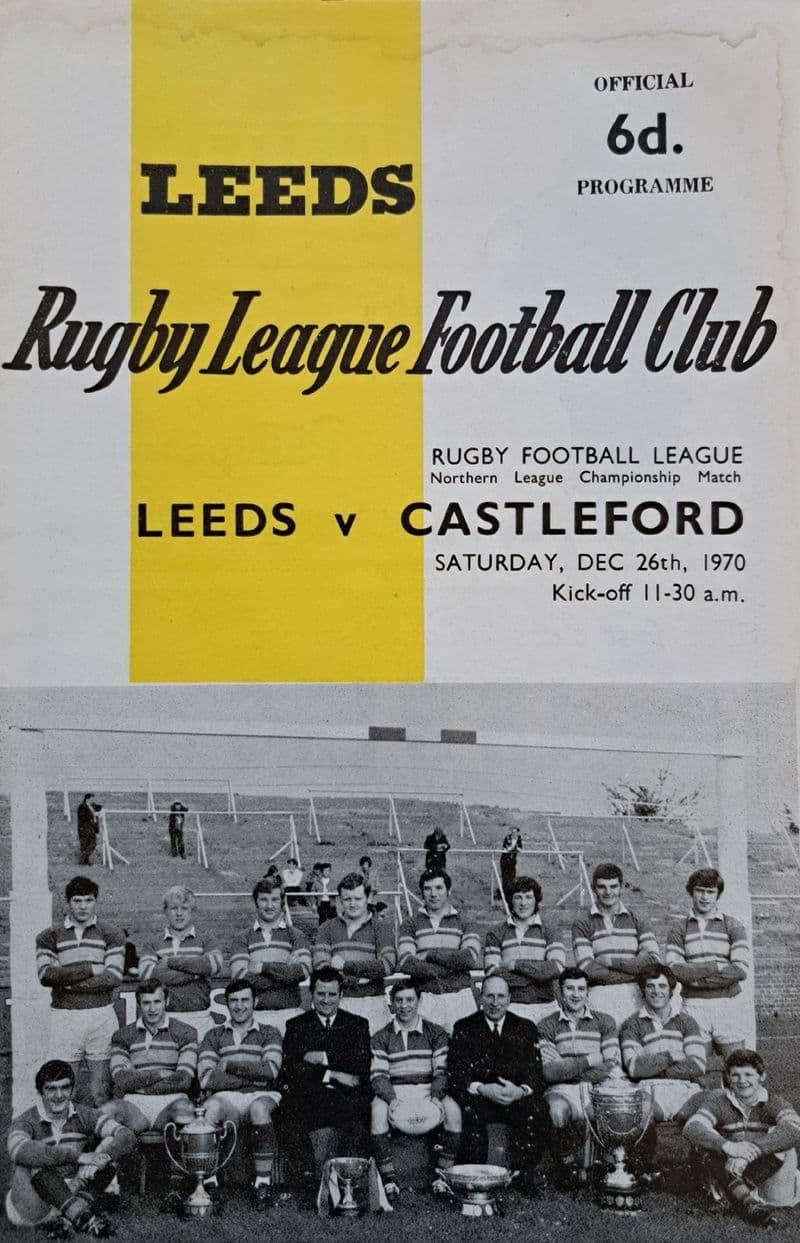 OFFICIAL
6d.
PROGRAMME
LEEDS
Rugby League Football Club
RUGBY FOOTBALL LEAGUE
Northern League Championship Match
LEEDS v CASTLEFORD
SATURDAY, DEC 26th, 1970
Kick-off 11-30 a.m.